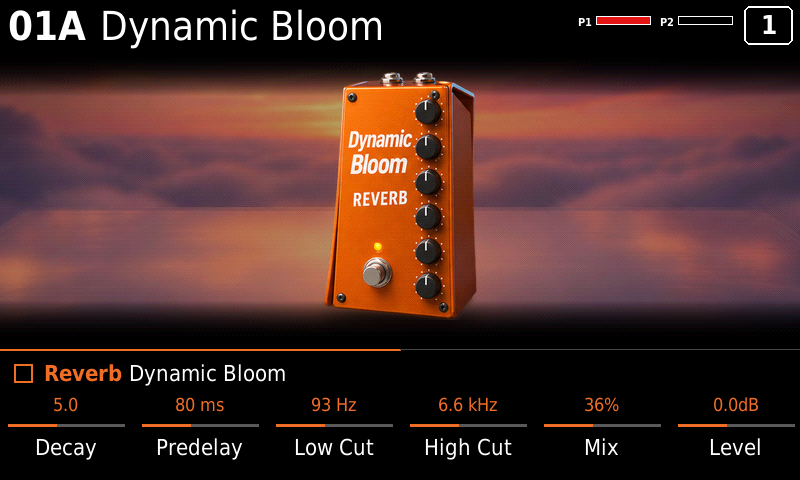 01A Dynamic Bloom
P1 P2 1
Dynamic
Bloom
REVERB
Reverb Dynamic Bloom
5.0 80 ms 93 Hz 6.6 kHz 36% 0.0dB
Decay Predelay Low Cut High Cut Mix Level